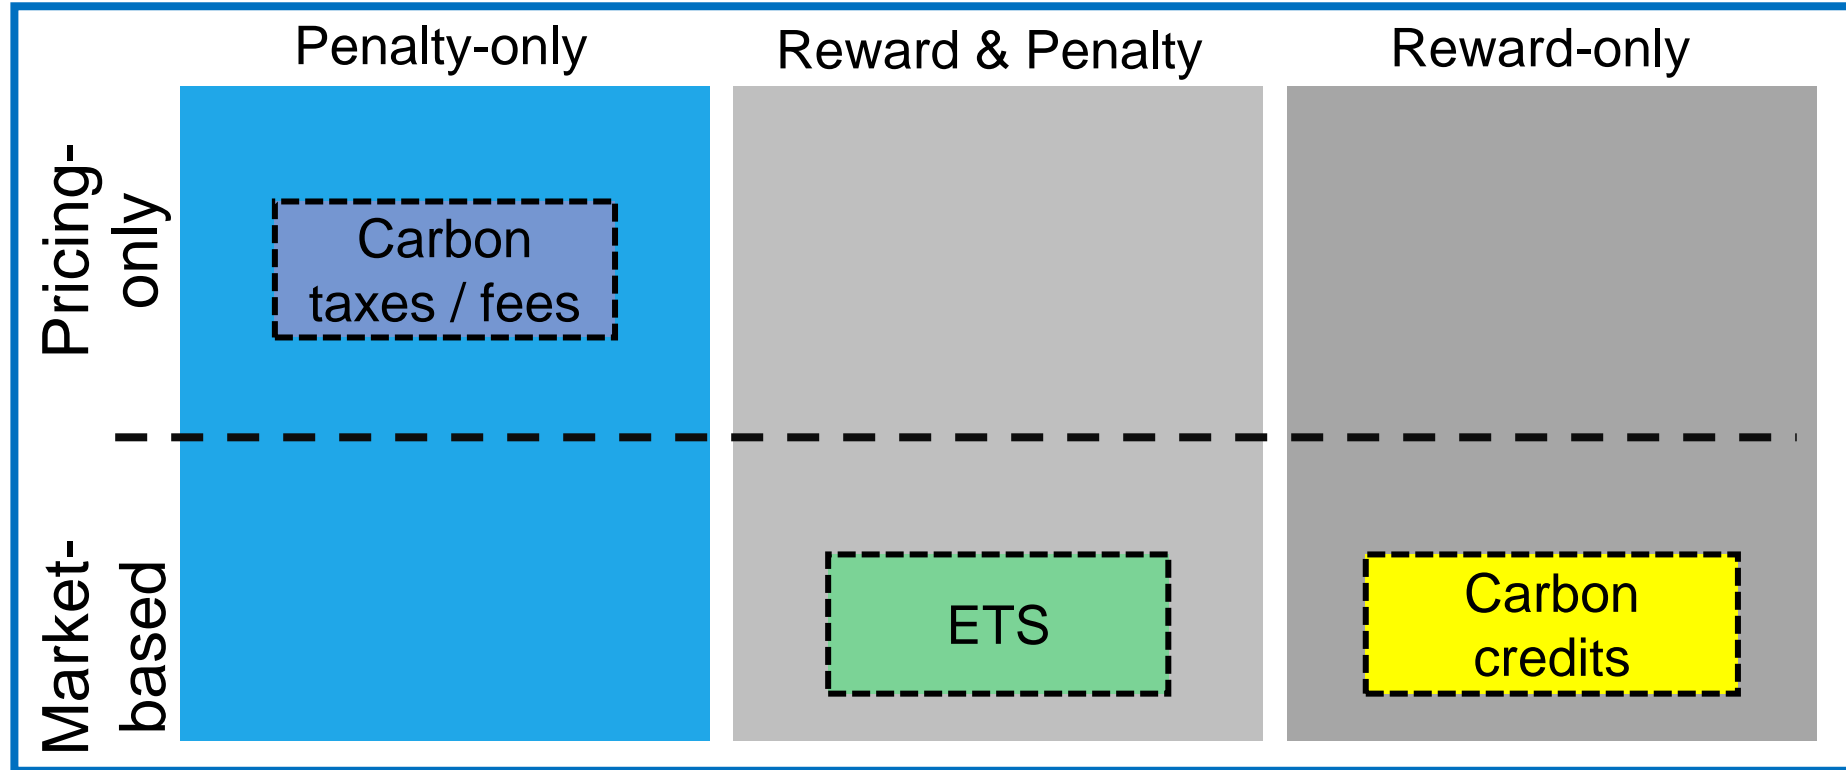 Penalty-only
Reward & Penalty
Reward-only
Pricing-
only
Carbon
taxes / fees
Market-
based
ETS
Carbon
credits